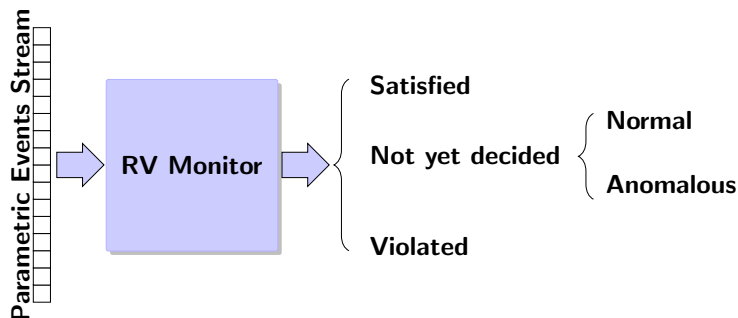 Parametric Events Stream
RV Monitor
Satisfied
Not yet decided
Violated
Normal
Anomalous